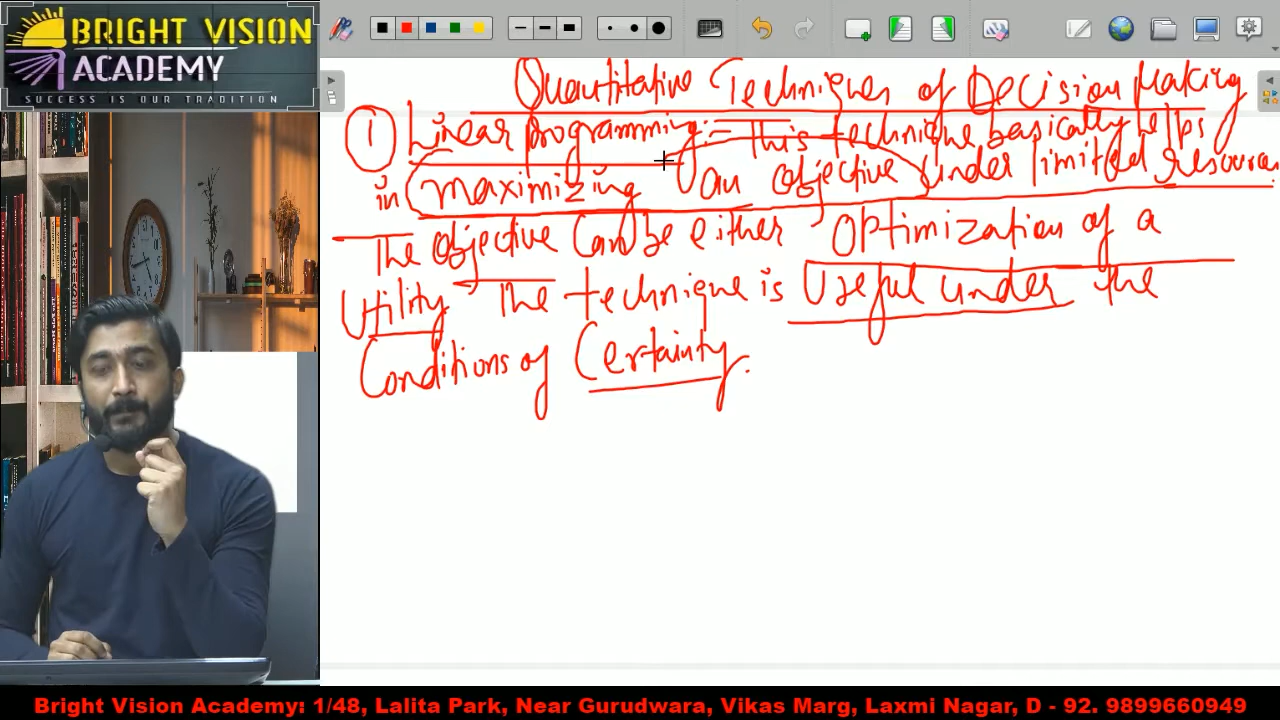 BRIGHT VISION
ACADEMY
SUCCESS IS OUR TRADITION
Quantitative Techniques of Decision Making
1 Linear programming:- This technique basically helps
in maximizing an objective under limited resources.
The objective can be either Optimization of a
Utility The technique is Useful under the
Conditions of Certainty.
Bright Vision Academy: 1/48, Lalita Park, Near Gurudwara, Vikas Marg, Laxmi Nagar, D - 92. 9899660949